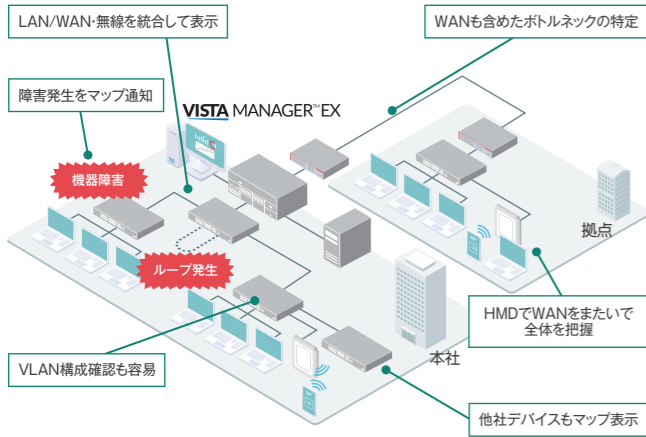 LAN/WAN・無線を統合して表示
WANも含めたボトルネックの特定
障害発生をマップ通知
VISTA MANAGER™ EX
機器障害
拠点
ループ発生
HMDでWANをまたいで
全体を把握
本社
VLAN構成確認も容易
他社デバイスもマップ表示